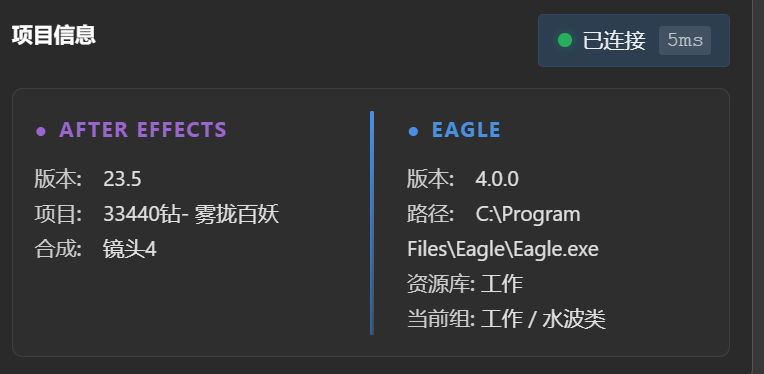 项目信息
已连接 5ms
● AFTER EFFECTS
版本: 23.5
项目: 33440钻- 雾拢百妖
合成: 镜头4
● EAGLE
版本: 4.0.0
路径: C:\Program
Files\Eagle\Eagle.exe
资源库: 工作
当前组: 工作 / 水波类